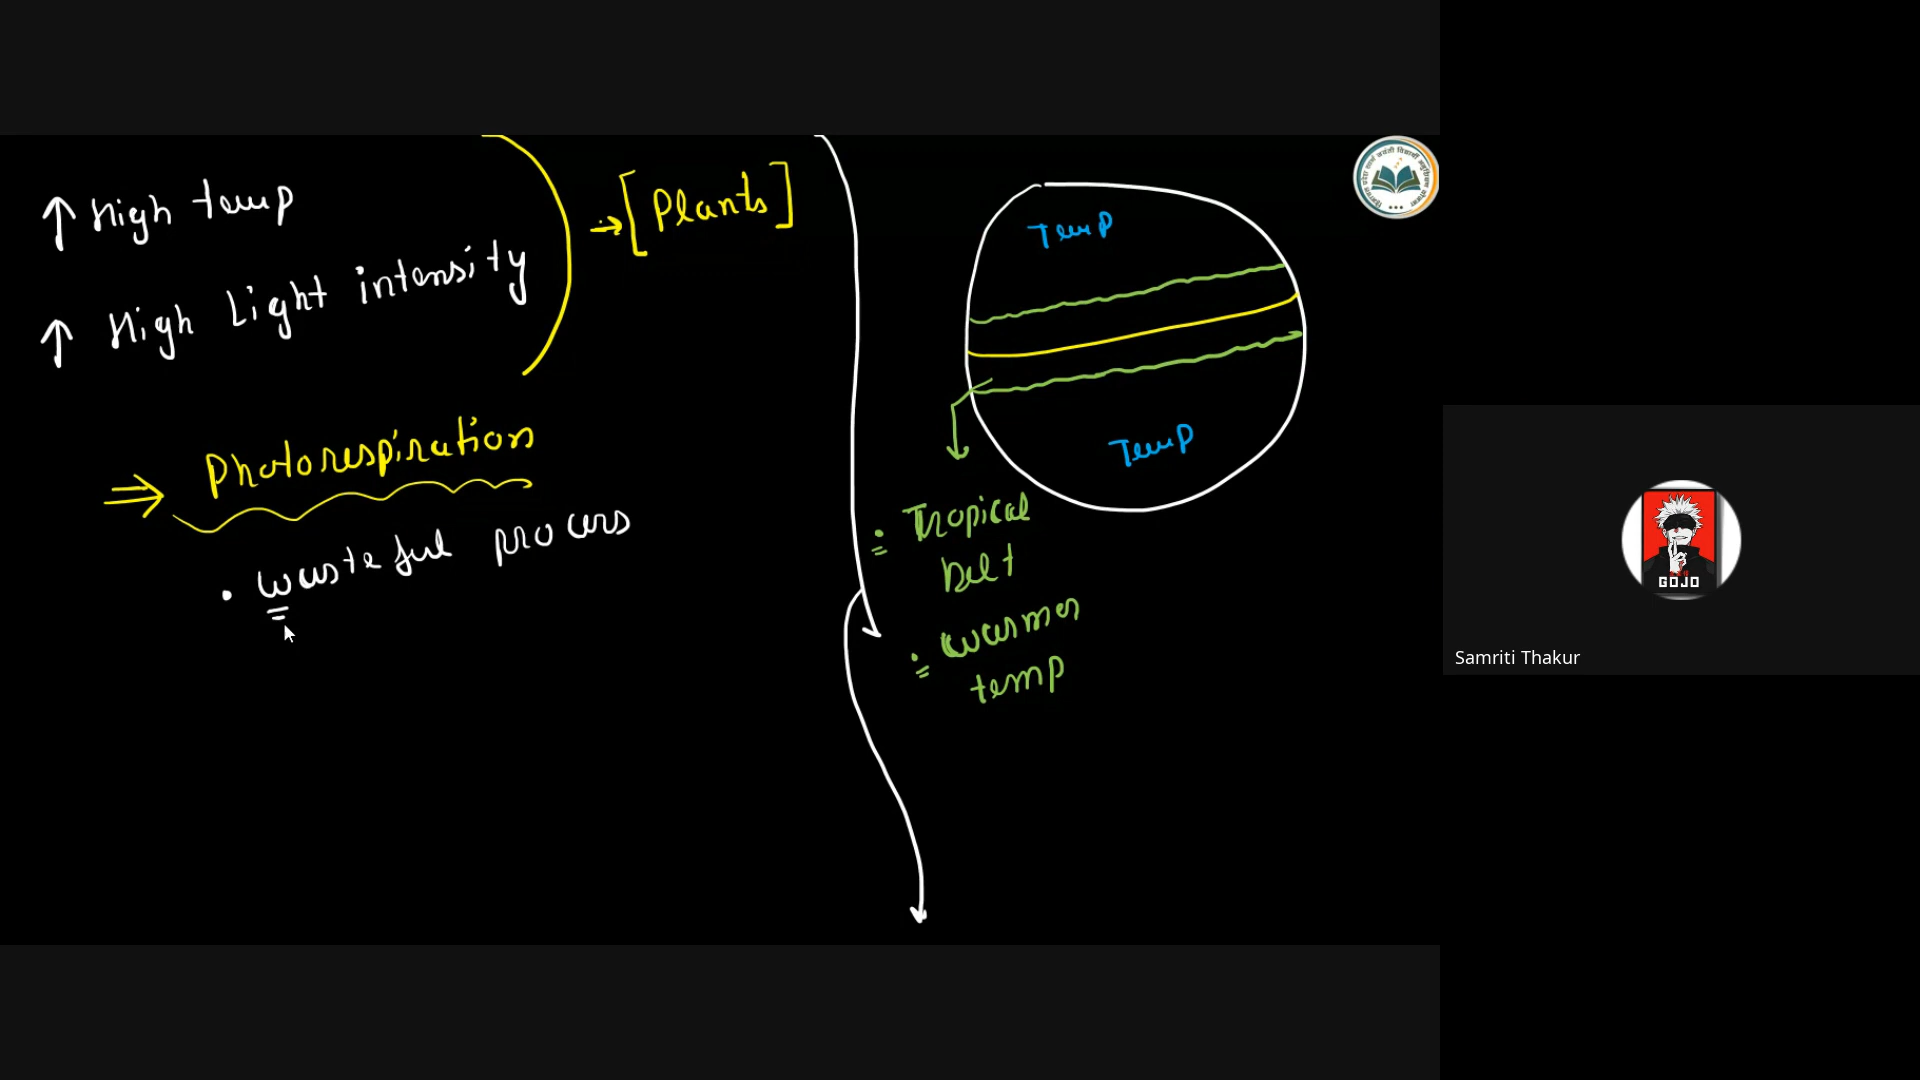 ↑ High temp
↑ High Light intensity
→ [Plants]
⇒ Photorespiration
• wasteful process
Temp
Temp
Tropical
belt
warmer
temp
GOJO
Samriti Thakur